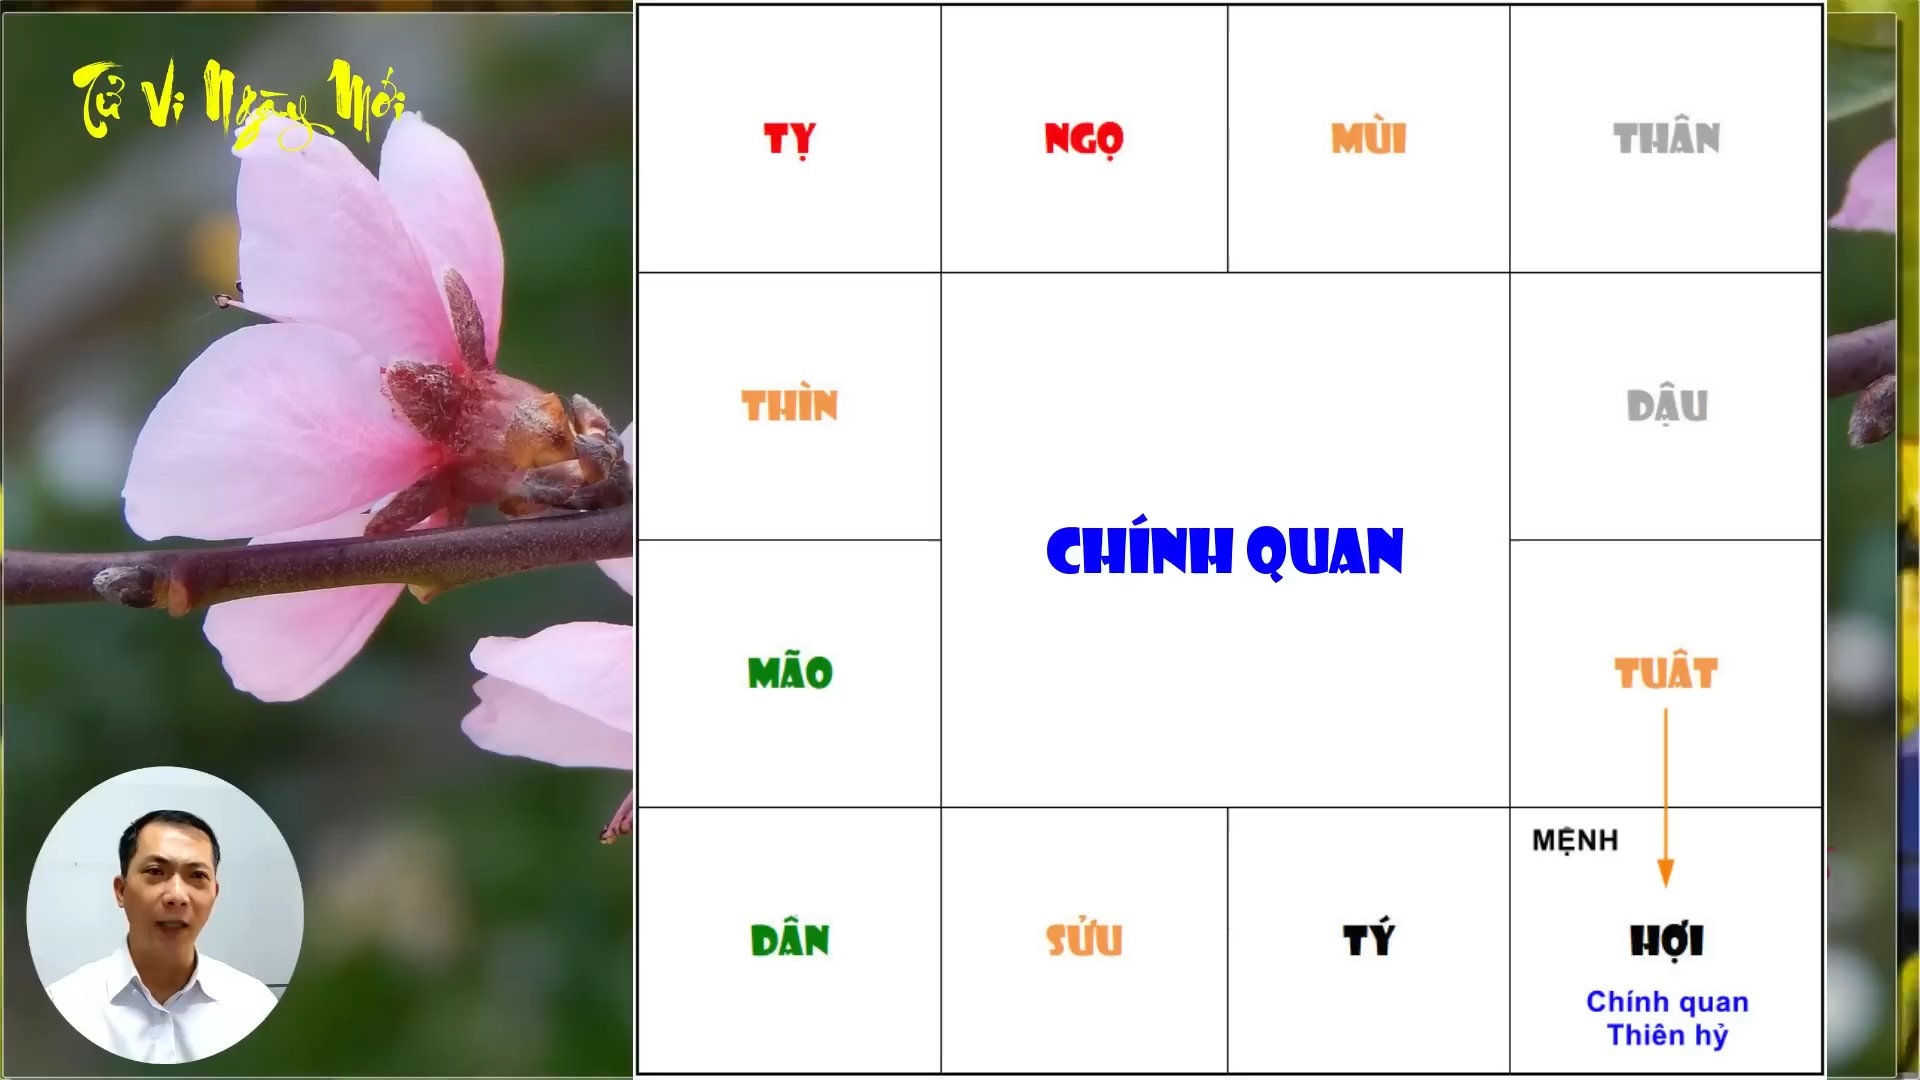 Tử Vi Ngày Mới
TỴ
NGỌ
MÙI
THÂN
THÌN
DẬU
CHÍNH QUAN
MÃO
TUẤT
MỆNH
DẦN
SỬU
TÝ
HỢI
Chính quan
Thiên hỷ